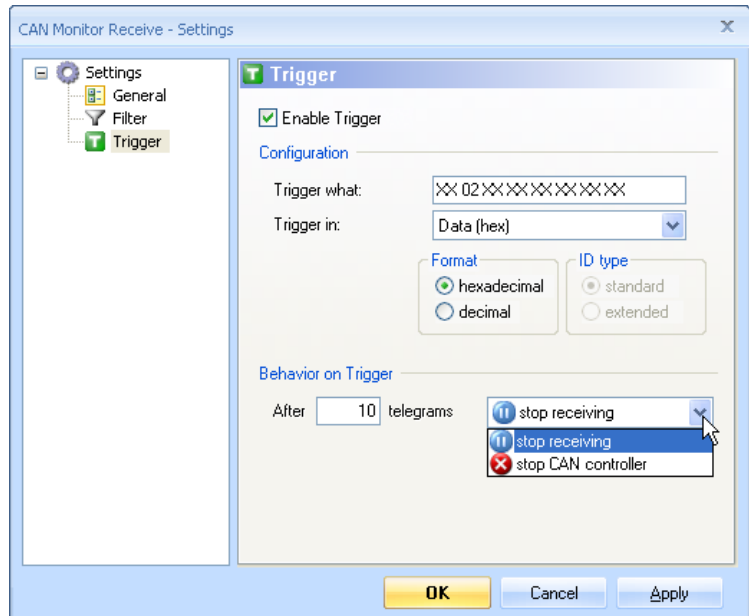 CAN Monitor Receive - Settings
x
Settings
General
Filter
T Trigger
T Trigger
Enable Trigger
Configuration
Trigger what: XX 02 XX XX XX XX XX XX
Trigger in: Data (hex)
Format
ID type
hexadecimal
standard
decimal
extended
Behavior on Trigger
After 10 telegrams stop receiving
stop receiving
stop CAN controller
OK Cancel Apply